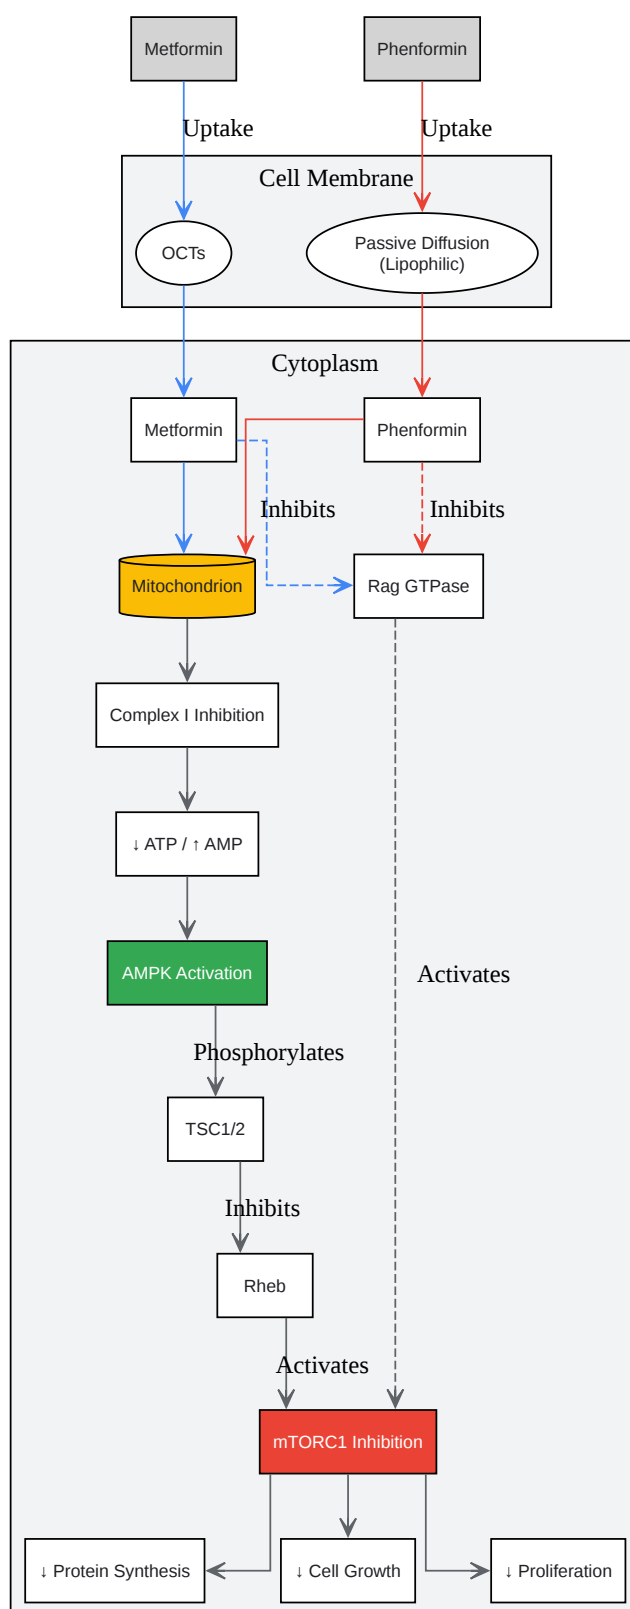 Metformin
Phenformin
Uptake
Uptake
Cell Membrane
OCTs
Passive Diffusion
(Lipophilic)
Cytoplasm
Metformin
Phenformin
Inhibits
Inhibits
Mitochondrion
Rag GTPase
Complex I Inhibition
↓ ATP / ↑ AMP
AMPK Activation
Activates
Phosphorylates
TSC1/2
Inhibits
Rheb
Activates
mTORC1 Inhibition
↓ Protein Synthesis
↓ Cell Growth
↓ Proliferation